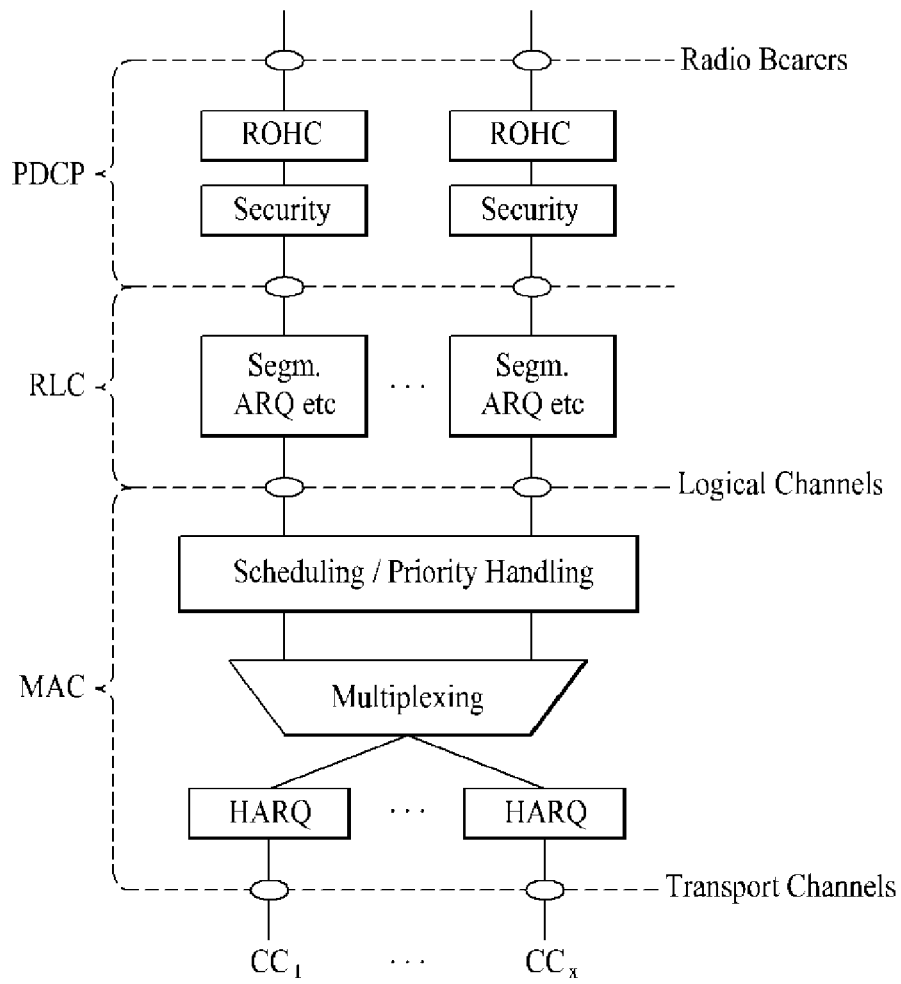 Radio Bearers
ROHC
ROHC
PDCP
Security
Security
Segm.
ARQ etc
. . .
Segm.
ARQ etc
RLC
Logical Channels
Scheduling / Priority Handling
MAC
Multiplexing
HARQ
. . .
HARQ
Transport Channels
CC1
. . .
CCx